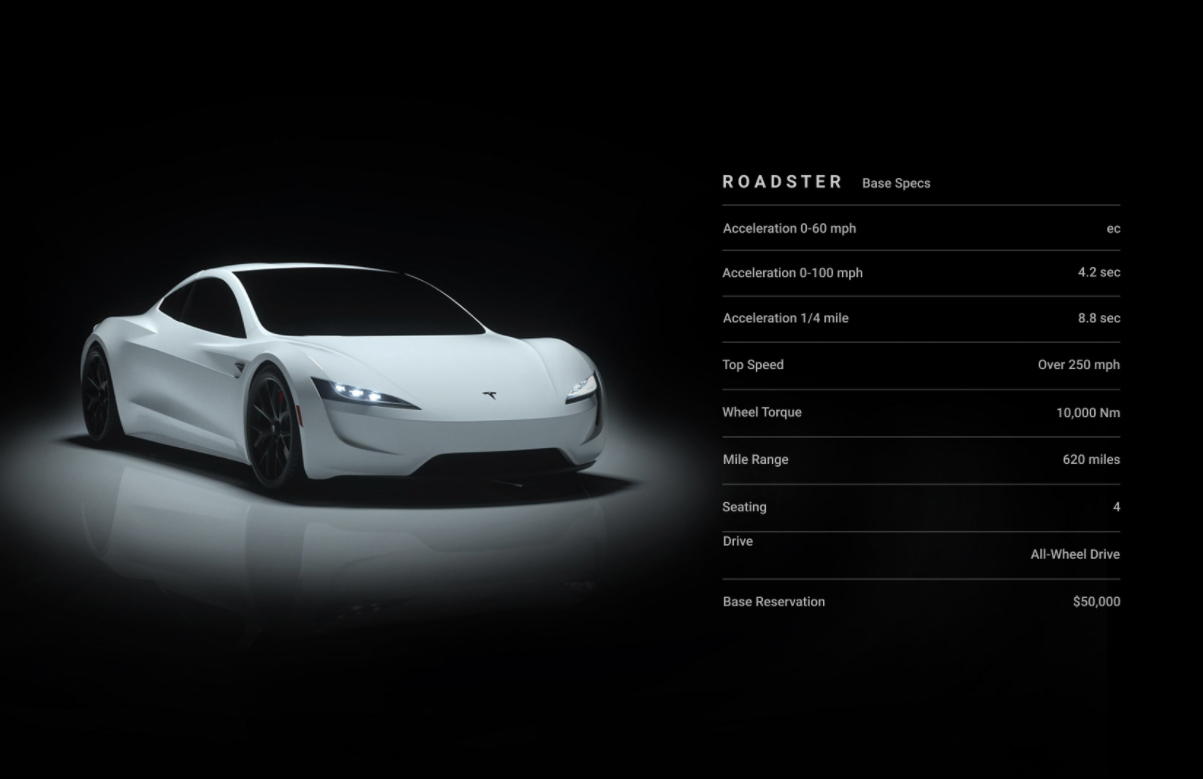 ROADSTER Base Specs
Acceleration 0-60 mph ec
Acceleration 0-100 mph 4.2 sec
Acceleration 1/4 mile 8.8 sec
Top Speed Over 250 mph
Wheel Torque 10,000 Nm
Mile Range 620 miles
Seating 4
Drive
All-Wheel Drive
Base Reservation $50,000